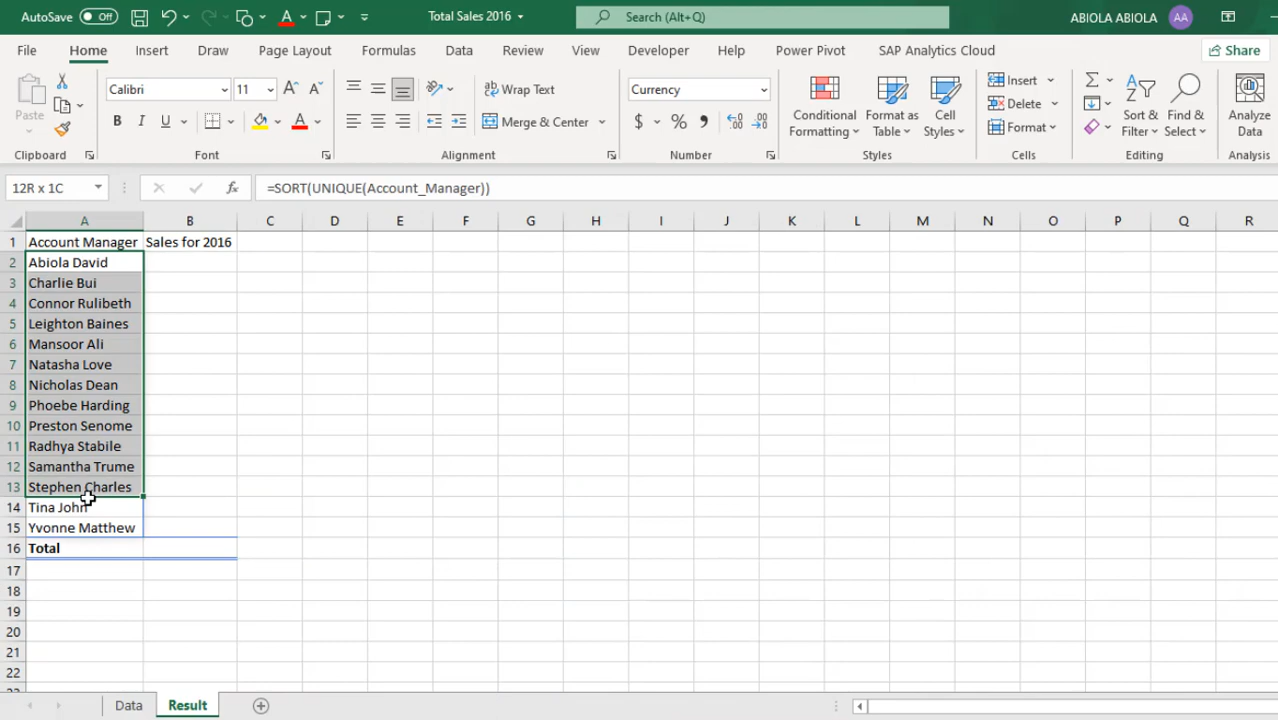 AutoSave Off Total Sales 2016 Search (Alt+Q) ABIOLA ABIOLA AA
File Home Insert Draw Page Layout Formulas Data Review View Developer Help Power Pivot SAP Analytics Cloud Share
Paste
Clipboard
Calibri 11
B I U
Font
Wrap Text
Merge & Center
Alignment
Currency
$ %
Number
Conditional Formatting
Format as Table
Cell Styles
Styles
Insert
Delete
Format
Cells
Sort & Filter
Find & Select
Editing
Analyze Data
Analysis
12R x 1C fx =SORT(UNIQUE(Account_Manager))
A B C D E F G H I J K L M N O P Q R
1 Account Manager Sales for 2016
2 Abiola David
3 Charlie Bui
4 Connor Rulibeth
5 Leighton Baines
6 Mansoor Ali
7 Natasha Love
8 Nicholas Dean
9 Phoebe Harding
10 Preston Senome
11 Radhya Stabile
12 Samantha Trume
13 Stephen Charles
14 Tina John
15 Yvonne Matthew
16 Total
17
18
19
20
21
22
Data Result